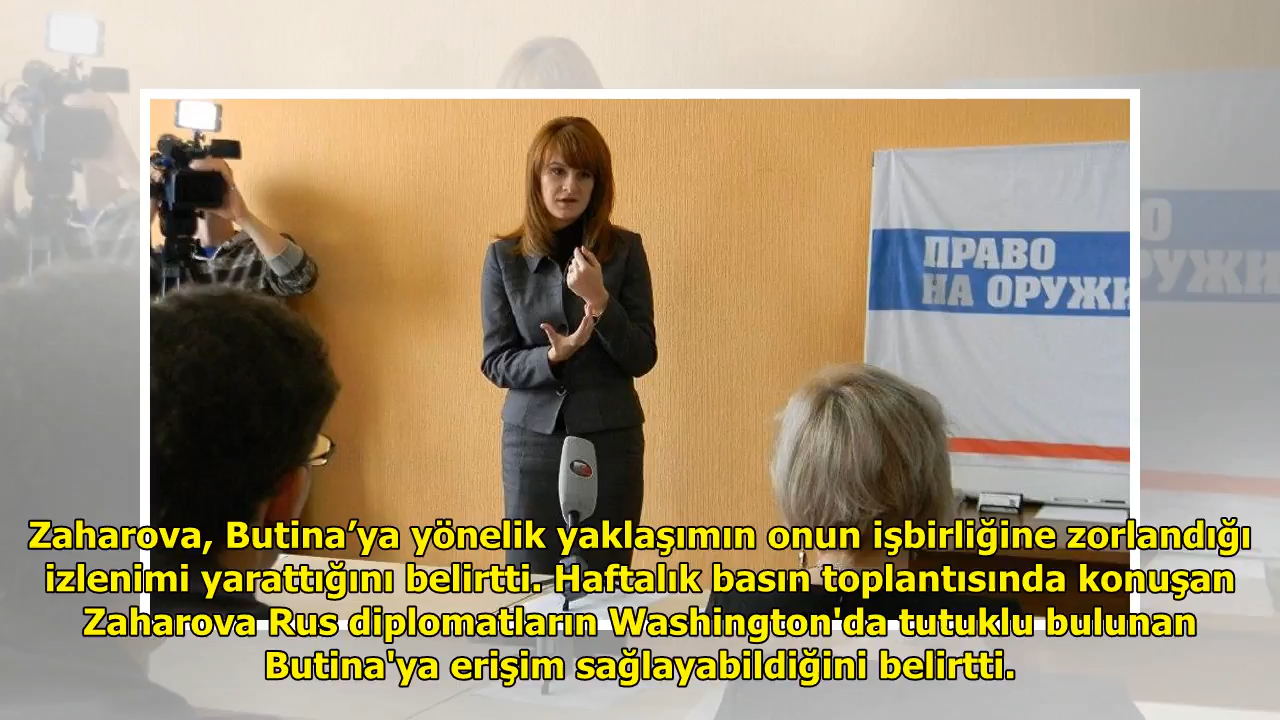 ПРАВО
НА ОРУЖИ
Zaharova, Butina’ya yönelik yaklaşımın onun işbirliğine zorlandığı
izlenimi yarattığını belirtti. Haftalık basın toplantısında konuşan
Zaharova Rus diplomatların Washington'da tutuklu bulunan
Butina'ya erişim sağlayabildiğini belirtti.